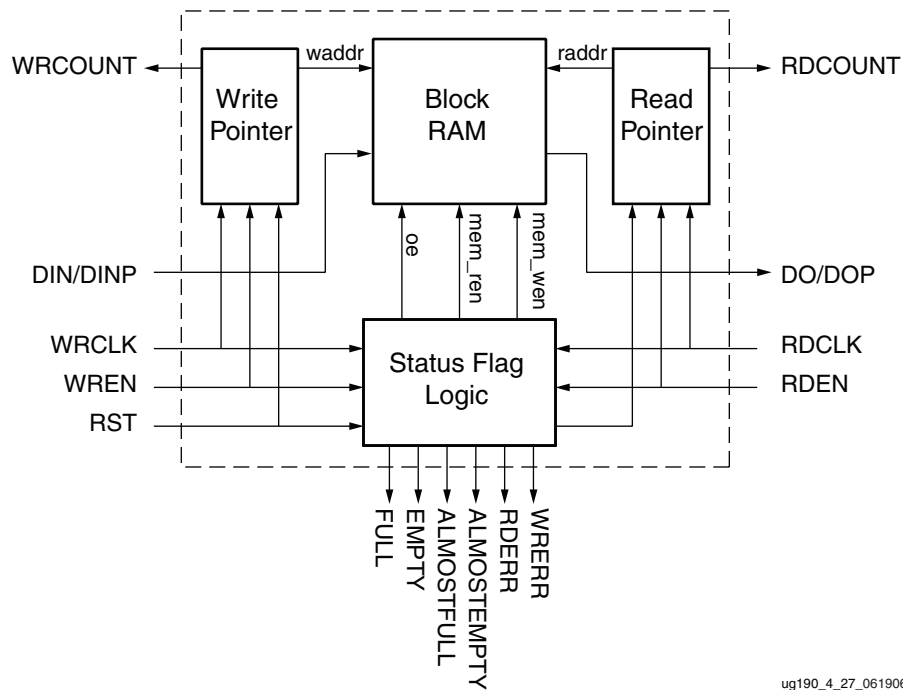 WRCOUNT
waddr
raddr
RDCOUNT
Write
Pointer
Block
RAM
Read
Pointer
oe
mem_ren
mem_wen
DIN/DINP
DO/DOP
WRCLK
WREN
RST
Status Flag
Logic
RDCLK
RDEN
FULL
EMPTY
ALMOSTFULL
ALMOSTEMPTY
RDERR
WRERR
ug190_4_27_061906